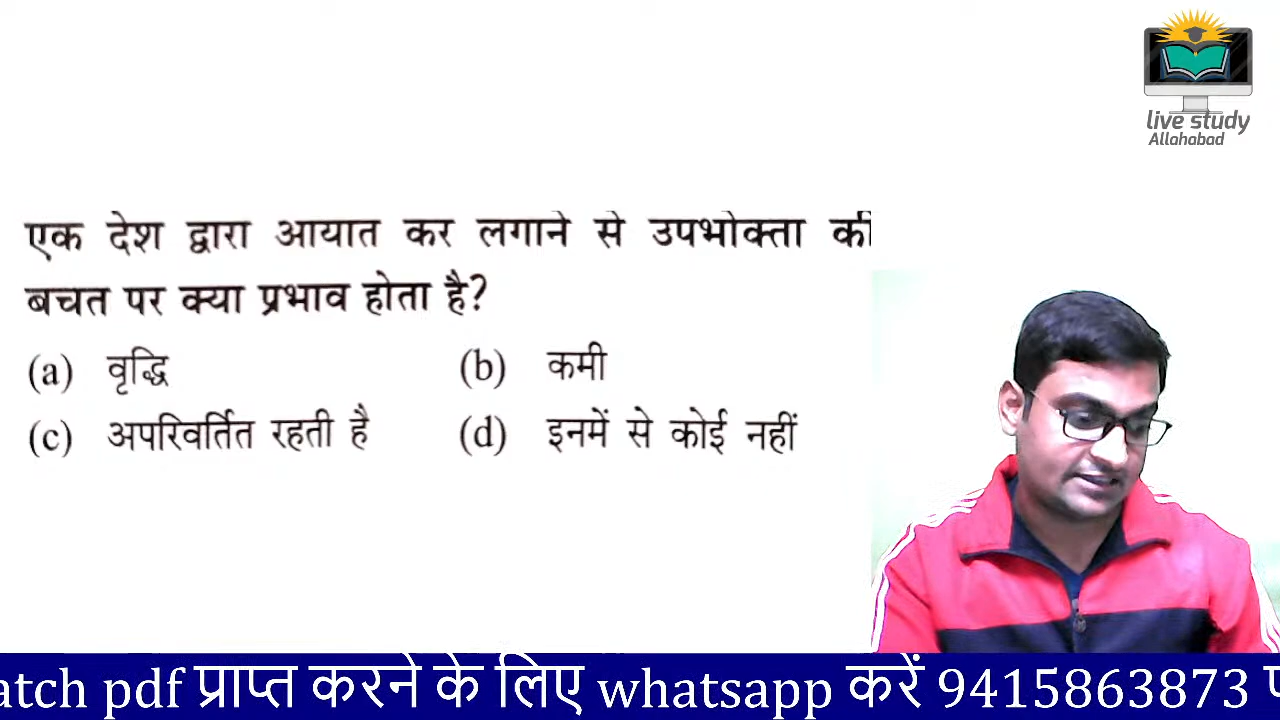 live study
Allahabad
एक देश द्वारा आयात कर लगाने से उपभोक्ता की
बचत पर क्या प्रभाव होता है?
(a) वृद्धि (b) कमी
(c) अपरिवर्तित रहती है (d) इनमें से कोई नहीं
pdf प्राप्त करने के लिए whatsapp करें 9415863873